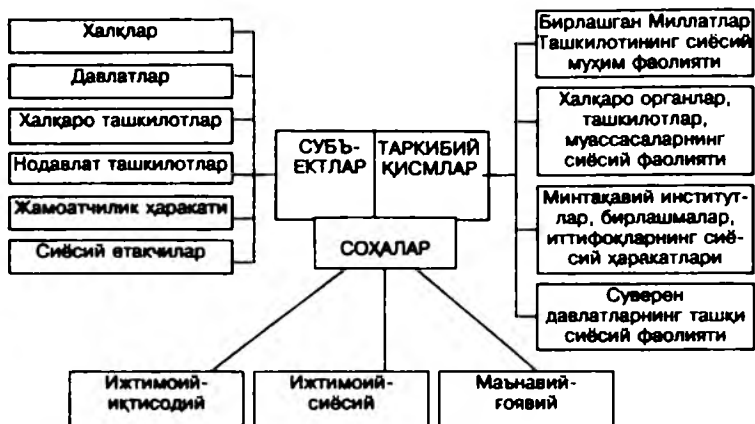 Халқлар
Давлатлар
Халқаро ташкилотлар
Нодавлат ташкилотлар
Жамоатчилик ҳаракати
Сиёсий етакчилар
СУБЪ-
ЕКТЛАР
ТАРКИБИЙ
ҚИСМЛАР
СОҲАЛАР
Бирлашган Миллатлар
Ташкилотининг сиёсий
муҳим фаолияти
Халқаро органлар,
ташкилотлар,
муассасаларнинг
сиёсий фаолияти
Минтақавий институт-
лар, бирлашмалар,
иттифоқларнинг сиё-
сий ҳаракатлари
Суверен
давлатларнинг ташқи
сиёсий фаолияти
Ижтимоий-
иқтисодий
Ижтимоий-
сиёсий
Маънавий-
ғоявий